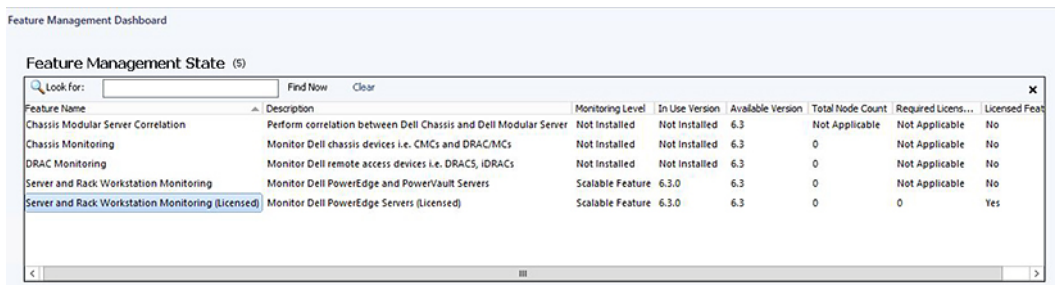 Feature Management Dashboard
Feature Management State (5)
Look for: Find Now Clear
Feature Name Description Monitoring Level In Use Version Available Version Total Node Count Required Licens... Licensed Feat
Chassis Modular Server Correlation Perform correlation between Dell Chassis and Dell Modular Server Not Installed Not Installed 6.3 Not Applicable Not Applicable No
Chassis Monitoring Monitor Dell chassis devices i.e. CMCs and DRAC/MCs Not Installed Not Installed 6.3 0 Not Applicable No
DRAC Monitoring Monitor Dell remote access devices i.e. DRAC5, iDRACs Not Installed Not Installed 6.3 0 Not Applicable No
Server and Rack Workstation Monitoring Monitor Dell PowerEdge and PowerVault Servers Scalable Feature 6.3.0 6.3 0 Not Applicable No
Server and Rack Workstation Monitoring (Licensed) Monitor Dell PowerEdge Servers (Licensed) Scalable Feature 6.3.0 6.3 0 0 Yes